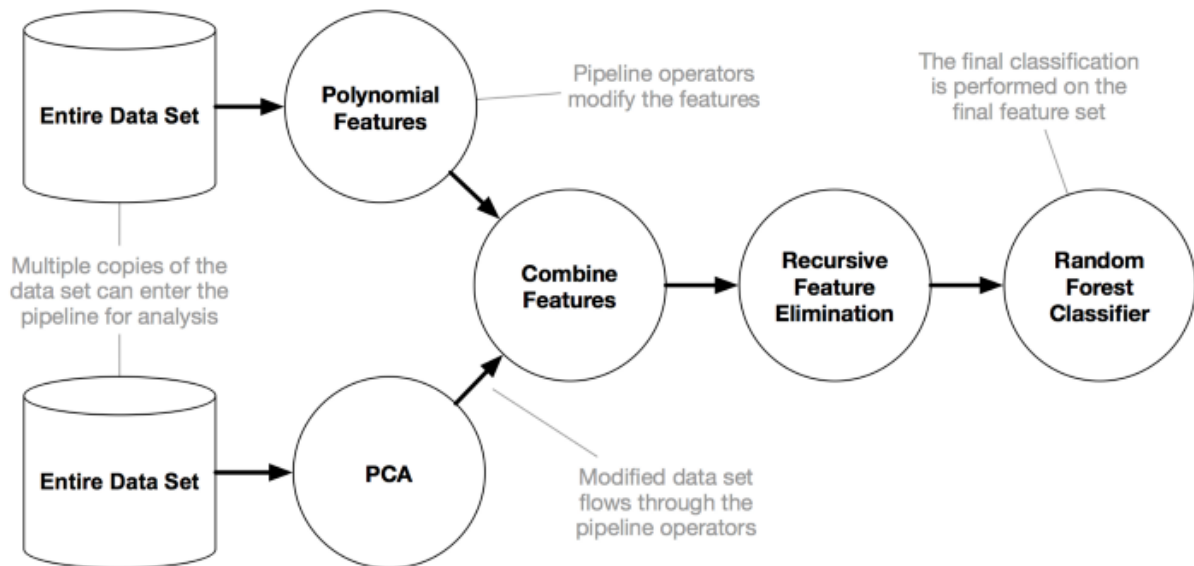 Entire Data Set
Polynomial
Features
Pipeline operators
modify the features
The final classification
is performed on the
final feature set
Multiple copies of the
data set can enter the
pipeline for analysis
Combine
Features
Recursive
Feature
Elimination
Random
Forest
Classifier
Entire Data Set
PCA
Modified data set
flows through the
pipeline operators